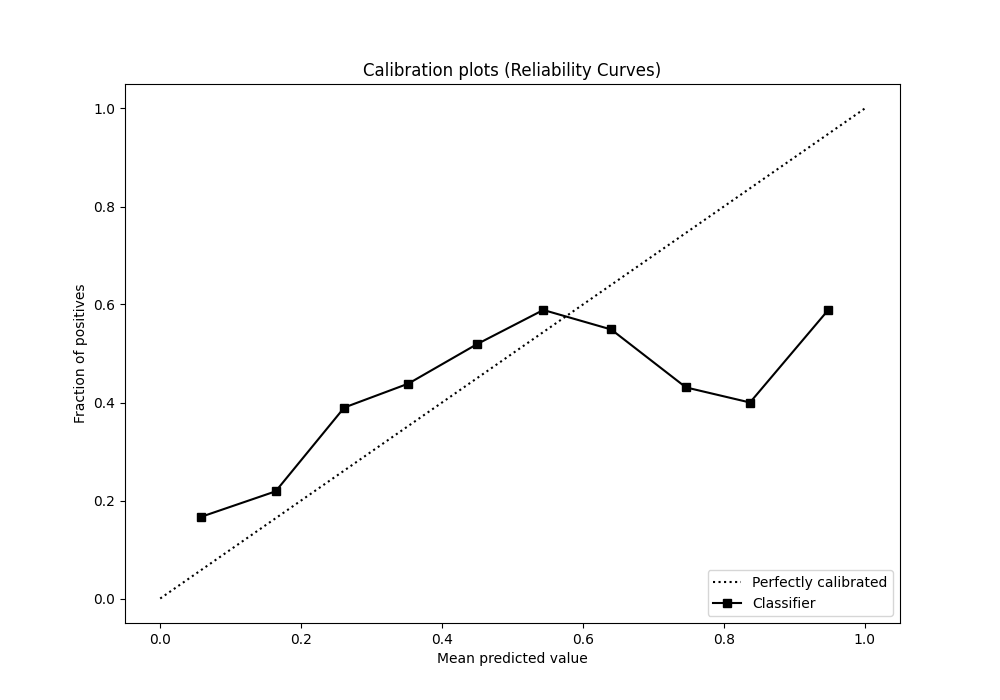 Calibration plots (Reliability Curves)
Fraction of positives
1.0
0.8
0.6
0.4
0.2
0.0
0.0 0.2 0.4 0.6 0.8 1.0
Mean predicted value
Perfectly calibrated
Classifier